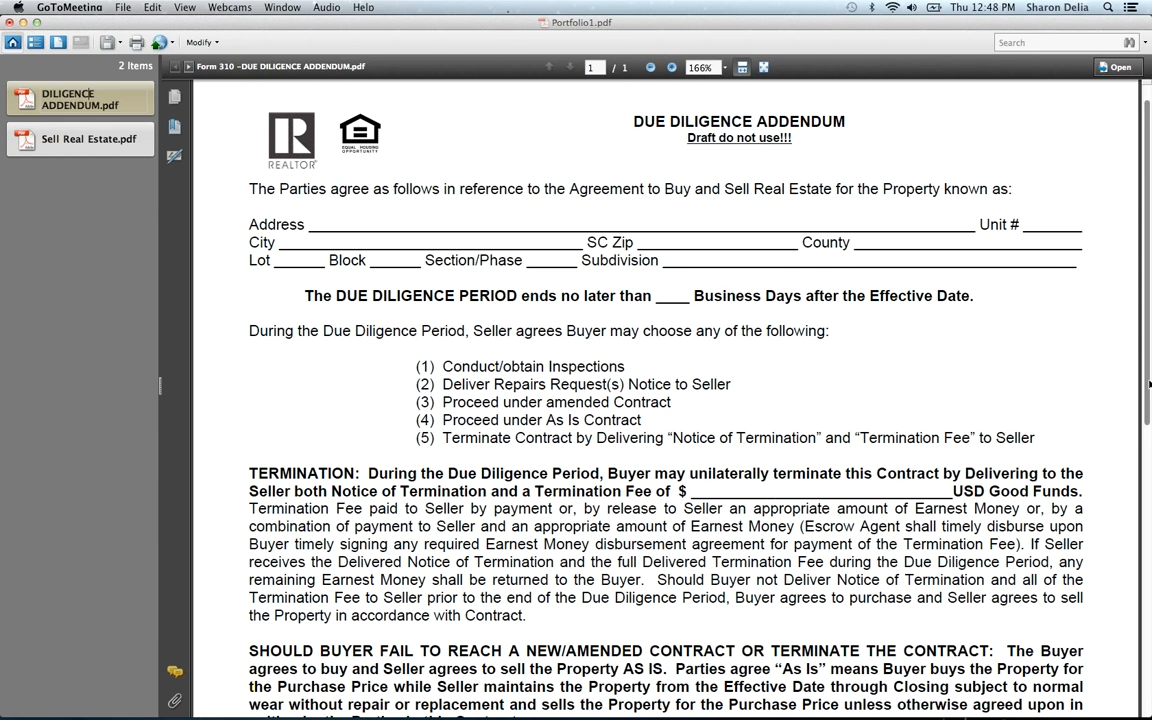 GoToMeeting File Edit View Webcams Window Audio Help Thu 12:48 PM Sharon Delia
Portfolio1.pdf
Modify Search
2 Items Form 310 -DUE DILIGENCE ADDENDUM.pdf 1 / 1 166% Open
DILIGENCE
ADDENDUM.pdf
Sell Real Estate.pdf
REALTOR®
EQUAL HOUSING
OPPORTUNITY
DUE DILIGENCE ADDENDUM
Draft do not use!!!
The Parties agree as follows in reference to the Agreement to Buy and Sell Real Estate for the Property known as:
Address ____ Unit # ____
City ____ SC Zip ____ County ____
Lot ____ Block ____ Section/Phase ____ Subdivision ____
The DUE DILIGENCE PERIOD ends no later than ____ Business Days after the Effective Date.
During the Due Diligence Period, Seller agrees Buyer may choose any of the following:
(1) Conduct/obtain Inspections
(2) Deliver Repairs Request(s) Notice to Seller
(3) Proceed under amended Contract
(4) Proceed under As Is Contract
(5) Terminate Contract by Delivering “Notice of Termination” and “Termination Fee” to Seller
TERMINATION: During the Due Diligence Period, Buyer may unilaterally terminate this Contract by Delivering to the
Seller both Notice of Termination and a Termination Fee of $ ____USD Good Funds.
Termination Fee paid to Seller by payment or, by release to Seller an appropriate amount of Earnest Money or, by a
combination of payment to Seller and an appropriate amount of Earnest Money (Escrow Agent shall timely disburse upon
Buyer timely signing any required Earnest Money disbursement agreement for payment of the Termination Fee). If Seller
receives the Delivered Notice of Termination and the full Delivered Termination Fee during the Due Diligence Period, any
remaining Earnest Money shall be returned to the Buyer. Should Buyer not Deliver Notice of Termination and all of the
Termination Fee to Seller prior to the end of the Due Diligence Period, Buyer agrees to purchase and Seller agrees to sell
the Property in accordance with Contract.
SHOULD BUYER FAIL TO REACH A NEW/AMENDED CONTRACT OR TERMINATE THE CONTRACT: The Buyer
agrees to buy and Seller agrees to sell the Property AS IS. Parties agree “As Is” means Buyer buys the Property for
the Purchase Price while Seller maintains the Property from the Effective Date through Closing subject to normal
wear without repair or replacement and sells the Property for the Purchase Price unless otherwise agreed upon in